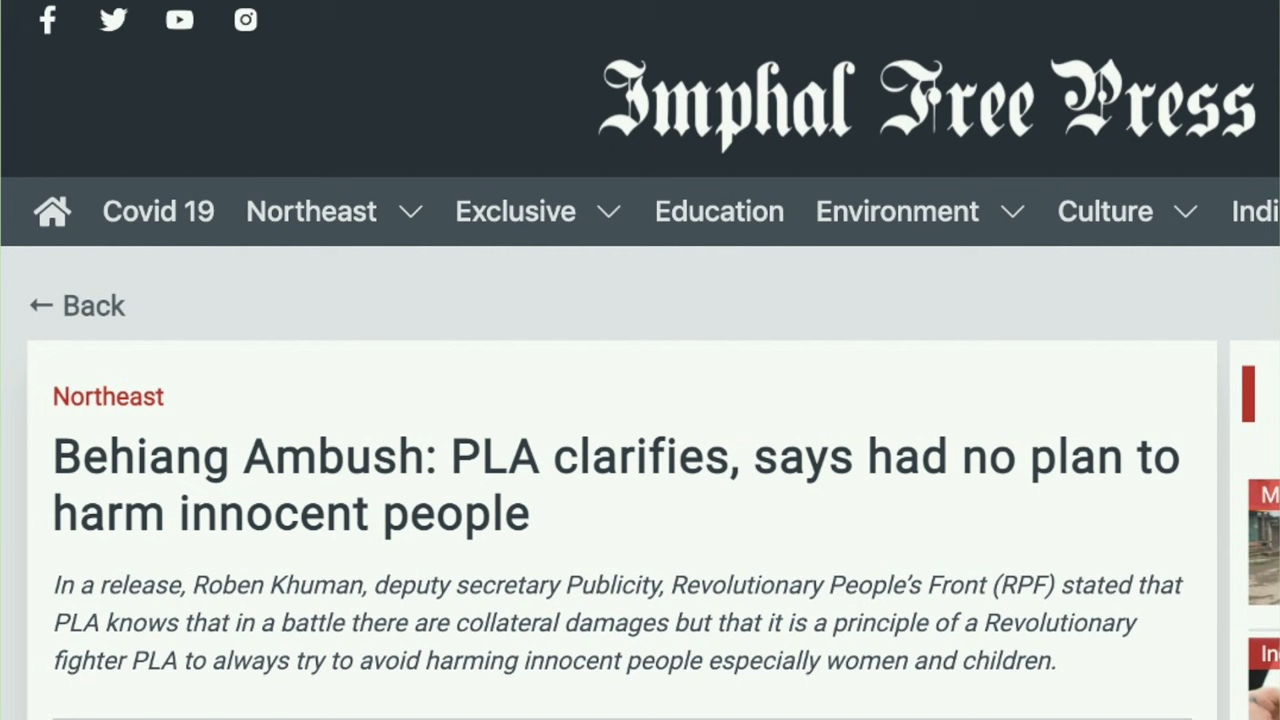 Imphal Free Press
Covid 19 Northeast Exclusive Education Environment Culture Indi
← Back
Northeast
Behiang Ambush: PLA clarifies, says had no plan to
harm innocent people
In a release, Roben Khuman, deputy secretary Publicity, Revolutionary People’s Front (RPF) stated that
PLA knows that in a battle there are collateral damages but that it is a principle of a Revolutionary
fighter PLA to always try to avoid harming innocent people especially women and children.
M
In